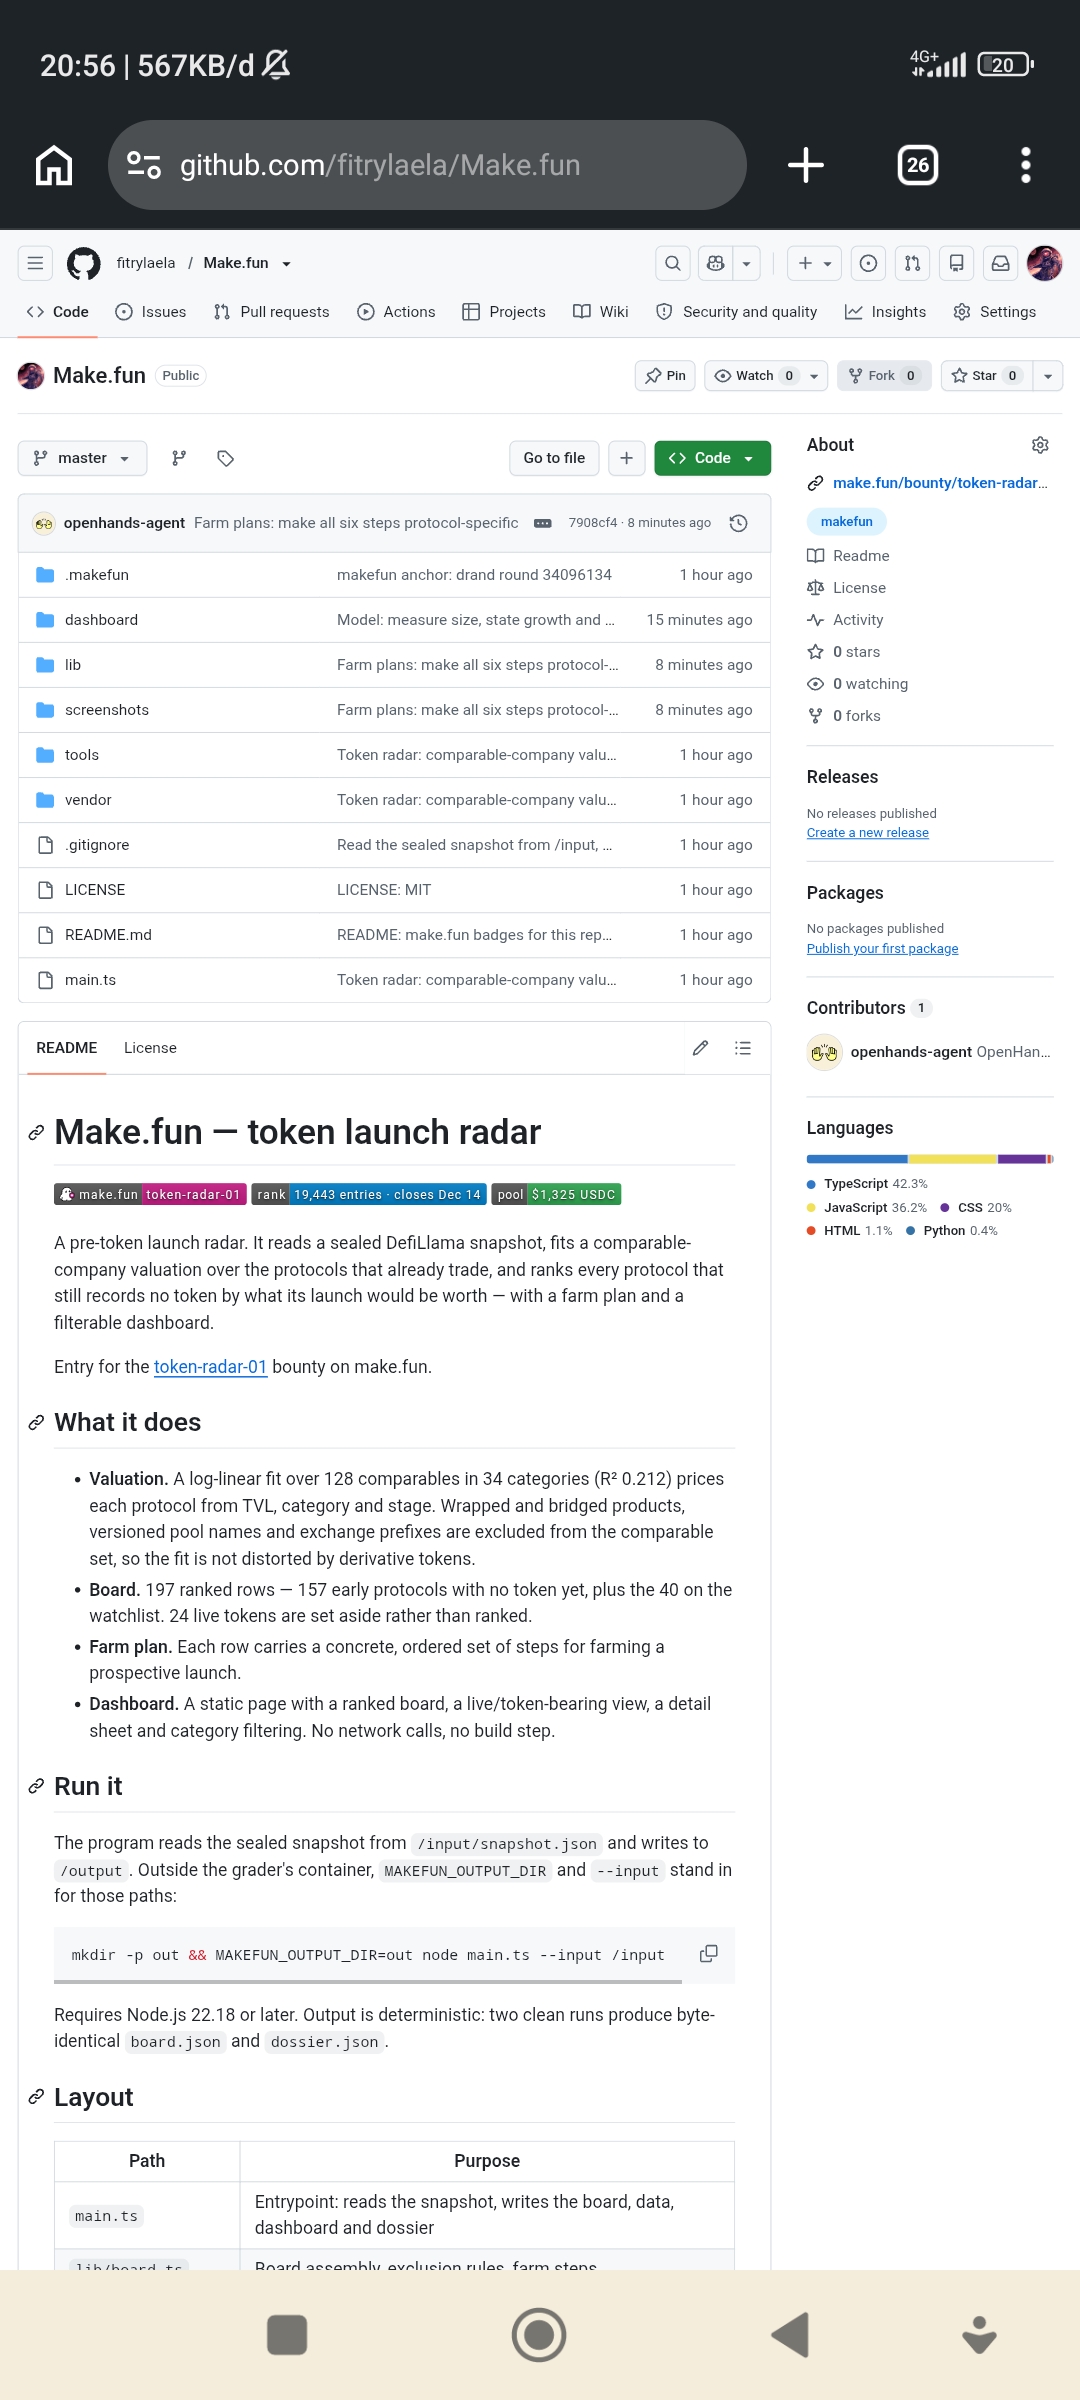 20:56 | 567KB/d
4G+
20
github.com/fitrylaela/Make.fun
26
fitrylaela / Make.fun
Code
Issues
Pull requests
Actions
Projects
Wiki
Security and quality
Insights
Settings
Make.fun Public
Pin
Watch 0
Fork 0
Star 0
master
Go to file
Code
openhands-agent Farm plans: make all six steps protocol-specific 7908cf4 · 8 minutes ago
.makefun makefun anchor: drand round 34096134 1 hour ago
dashboard Model: measure size, state growth and ... 15 minutes ago
lib Farm plans: make all six steps protocol-... 8 minutes ago
screenshots Farm plans: make all six steps protocol-... 8 minutes ago
tools Token radar: comparable-company valu... 1 hour ago
vendor Token radar: comparable-company valu... 1 hour ago
.gitignore Read the sealed snapshot from /input, ... 1 hour ago
LICENSE LICENSE: MIT 1 hour ago
README.md README: make.fun badges for this rep... 1 hour ago
main.ts Token radar: comparable-company valu... 1 hour ago
README
License
Make.fun — token launch radar
make.fun token-radar-01 rank 19,443 entries · closes Dec 14 pool $1,325 USDC
A pre-token launch radar. It reads a sealed DefiLlama snapshot, fits a comparable-
company valuation over the protocols that already trade, and ranks every protocol that
still records no token by what its launch would be worth — with a farm plan and a
filterable dashboard.
Entry for the token-radar-01 bounty on make.fun.
What it does
• Valuation. A log-linear fit over 128 comparables in 34 categories (R² 0.212) prices
each protocol from TVL, category and stage. Wrapped and bridged products,
versioned pool names and exchange prefixes are excluded from the comparable
set, so the fit is not distorted by derivative tokens.
• Board. 197 ranked rows — 157 early protocols with no token yet, plus the 40 on the
watchlist. 24 live tokens are set aside rather than ranked.
• Farm plan. Each row carries a concrete, ordered set of steps for farming a
prospective launch.
• Dashboard. A static page with a ranked board, a live/token-bearing view, a detail
sheet and category filtering. No network calls, no build step.
Run it
The program reads the sealed snapshot from /input/snapshot.json and writes to
/output. Outside the grader's container, MAKEFUN_OUTPUT_DIR and --input stand in
for those paths:
mkdir -p out && MAKEFUN_OUTPUT_DIR=out node main.ts --input /input
Requires Node.js 22.18 or later. Output is deterministic: two clean runs produce byte-
identical board.json and dossier.json.
Layout
Path Purpose
main.ts Entrypoint: reads the snapshot, writes the board, data,
dashboard and dossier
lib/board.ts Board assembly, exclusion rules, farm steps
About
make.fun/bounty/token-radar...
makefun
Readme
License
Activity
0 stars
0 watching
0 forks
Releases
No releases published
Create a new release
Packages
No packages published
Publish your first package
Contributors 1
openhands-agent OpenHan...
Languages
TypeScript 42.3%
JavaScript 36.2% CSS 20%
HTML 1.1% Python 0.4%